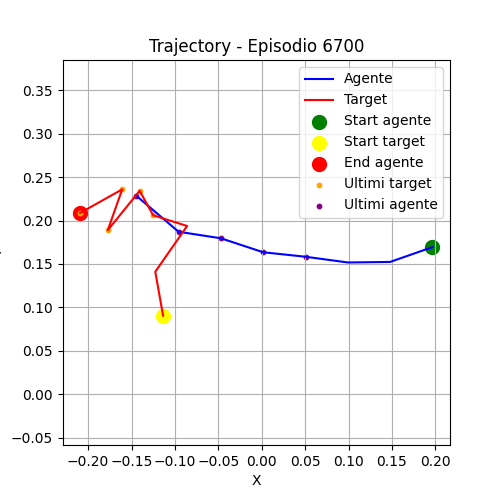 Trajectory - Episodio 6700
Agente
Target
Start agente
Start target
End agente
Ultimi target
Ultimi agente
0.35
0.30
0.25
0.20
0.15
0.10
0.05
0.00
−0.05
−0.20 −0.15 −0.10 −0.05 0.00 0.05 0.10 0.15 0.20
X